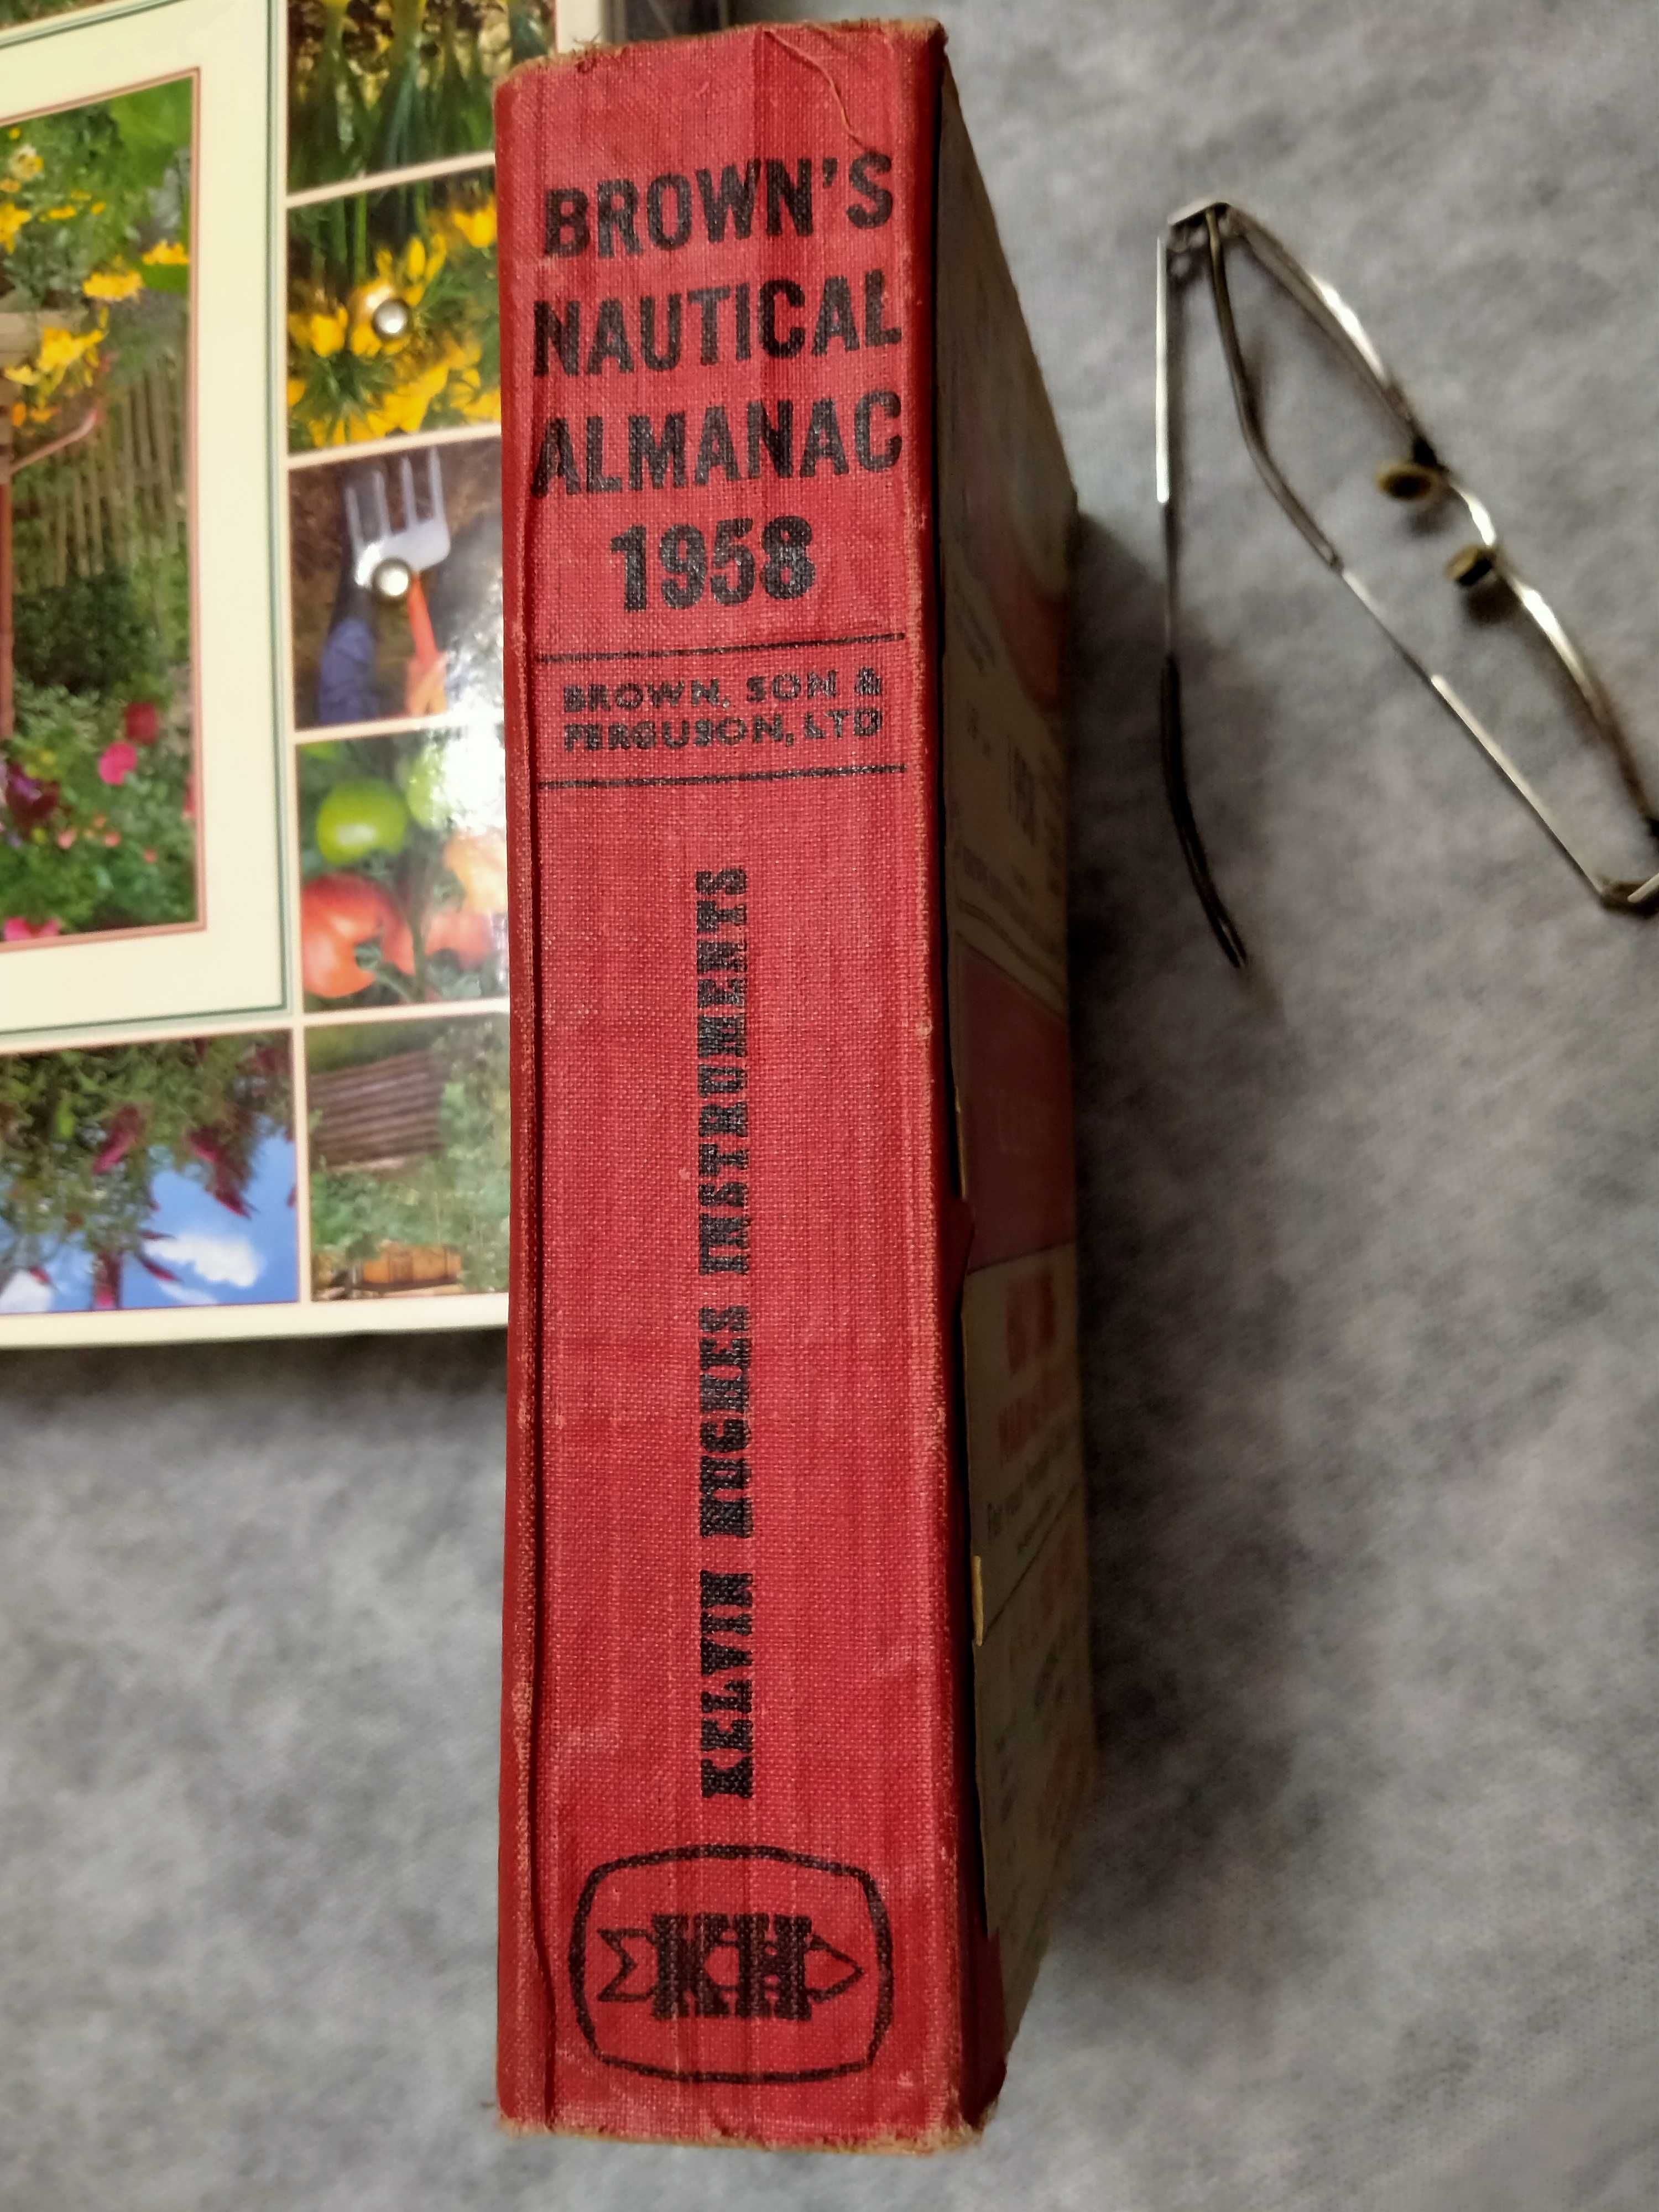 BROWN'S
NAUTICAL
ALMANAC
1958
BROWN, SON &
FERGUSON, LTD
KELVIN HUGHES INSTRUMENTS
KH